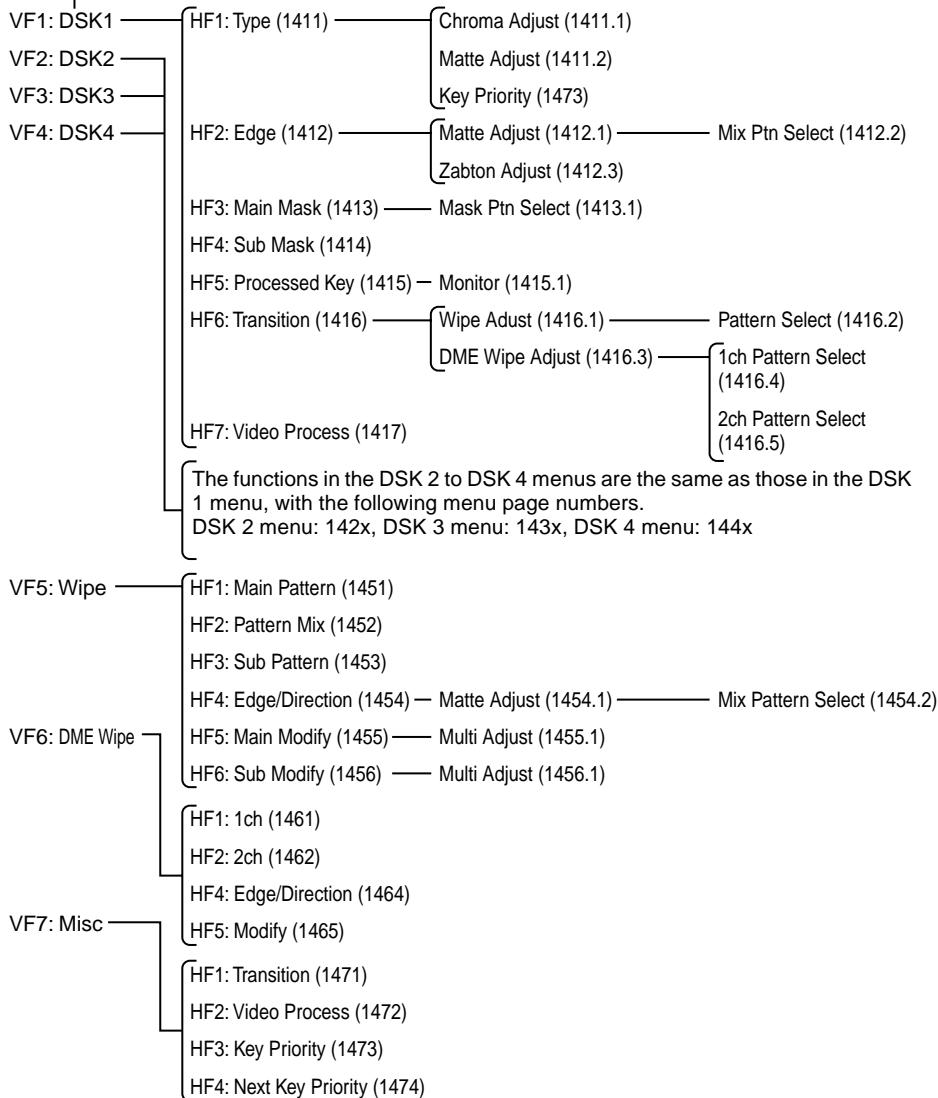 VF1: DSK1
HF1: Type (1411)
Chroma Adjust (1411.1)
Matte Adjust (1411.2)
Key Priority (1473)
VF2: DSK2
VF3: DSK3
VF4: DSK4
HF2: Edge (1412)
Matte Adjust (1412.1)
Mix Ptn Select (1412.2)
Zabton Adjust (1412.3)
HF3: Main Mask (1413)
Mask Ptn Select (1413.1)
HF4: Sub Mask (1414)
HF5: Processed Key (1415)
Monitor (1415.1)
HF6: Transition (1416)
Wipe Adust (1416.1)
Pattern Select (1416.2)
DME Wipe Adjust (1416.3)
1ch Pattern Select
(1416.4)
2ch Pattern Select
(1416.5)
HF7: Video Process (1417)
The functions in the DSK 2 to DSK 4 menus are the same as those in the DSK
1 menu, with the following menu page numbers.
DSK 2 menu: 142x, DSK 3 menu: 143x, DSK 4 menu: 144x
VF5: Wipe
HF1: Main Pattern (1451)
HF2: Pattern Mix (1452)
HF3: Sub Pattern (1453)
HF4: Edge/Direction (1454)
Matte Adjust (1454.1)
Mix Pattern Select (1454.2)
HF5: Main Modify (1455)
Multi Adjust (1455.1)
HF6: Sub Modify (1456)
Multi Adjust (1456.1)
VF6: DME Wipe
HF1: 1ch (1461)
HF2: 2ch (1462)
HF4: Edge/Direction (1464)
HF5: Modify (1465)
VF7: Misc
HF1: Transition (1471)
HF2: Video Process (1472)
HF3: Key Priority (1473)
HF4: Next Key Priority (1474)